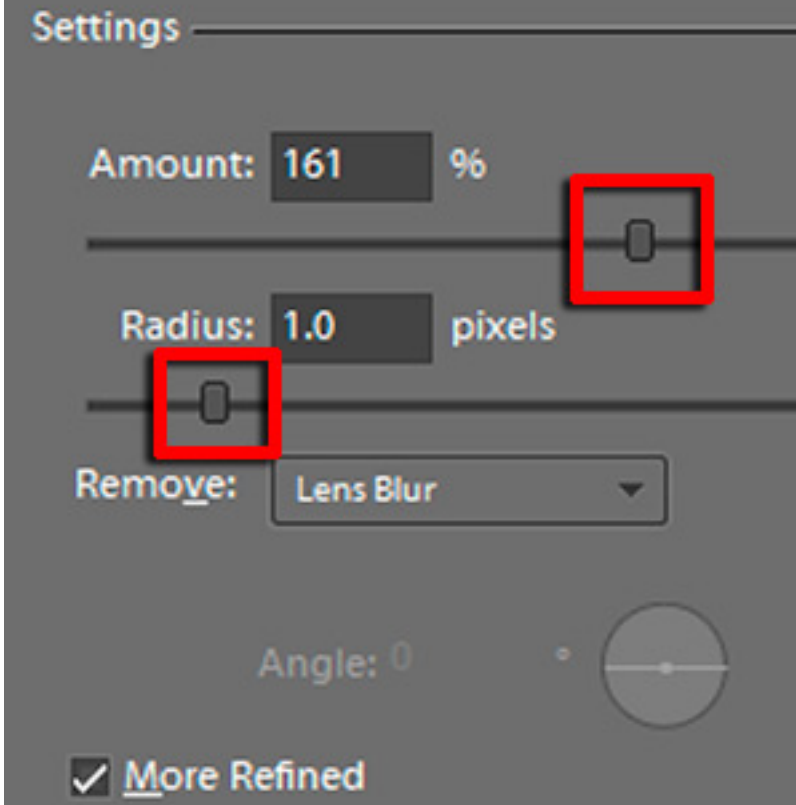 Settings
Amount: 161 %
Radius: 1.0 pixels
Remove: Lens Blur
Angle: 0 °
More Refined